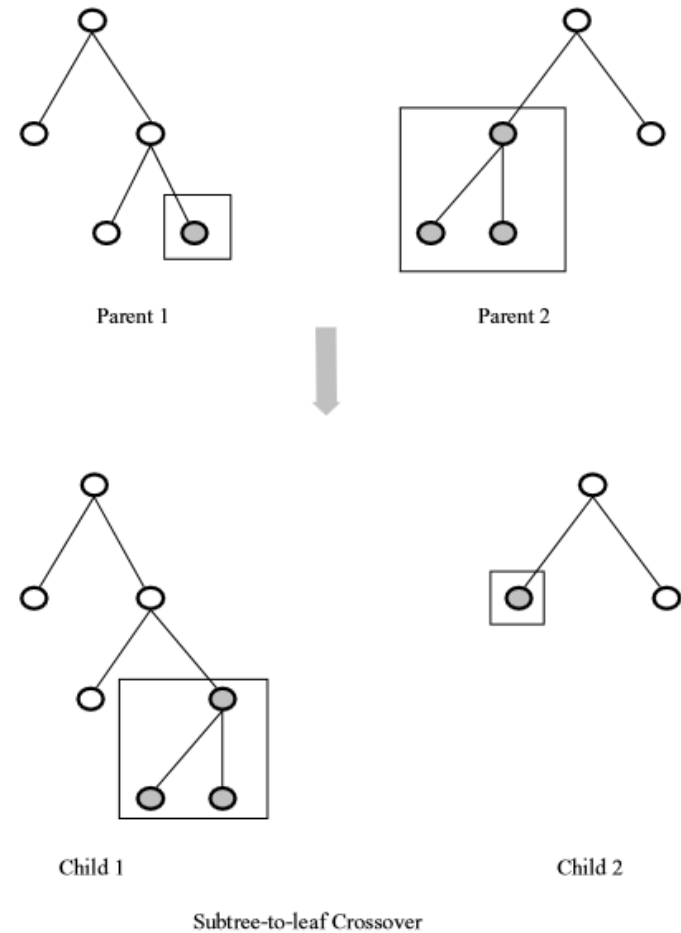 Parent 1
Parent 2
Child 1
Child 2
Subtree-to-leaf Crossover